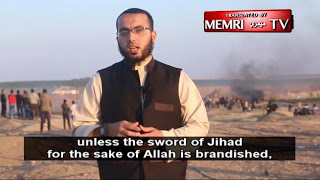 TRANSLATED BY
MEMRI TV
unless the sword of Jihad
for the sake of Allah is brandished,